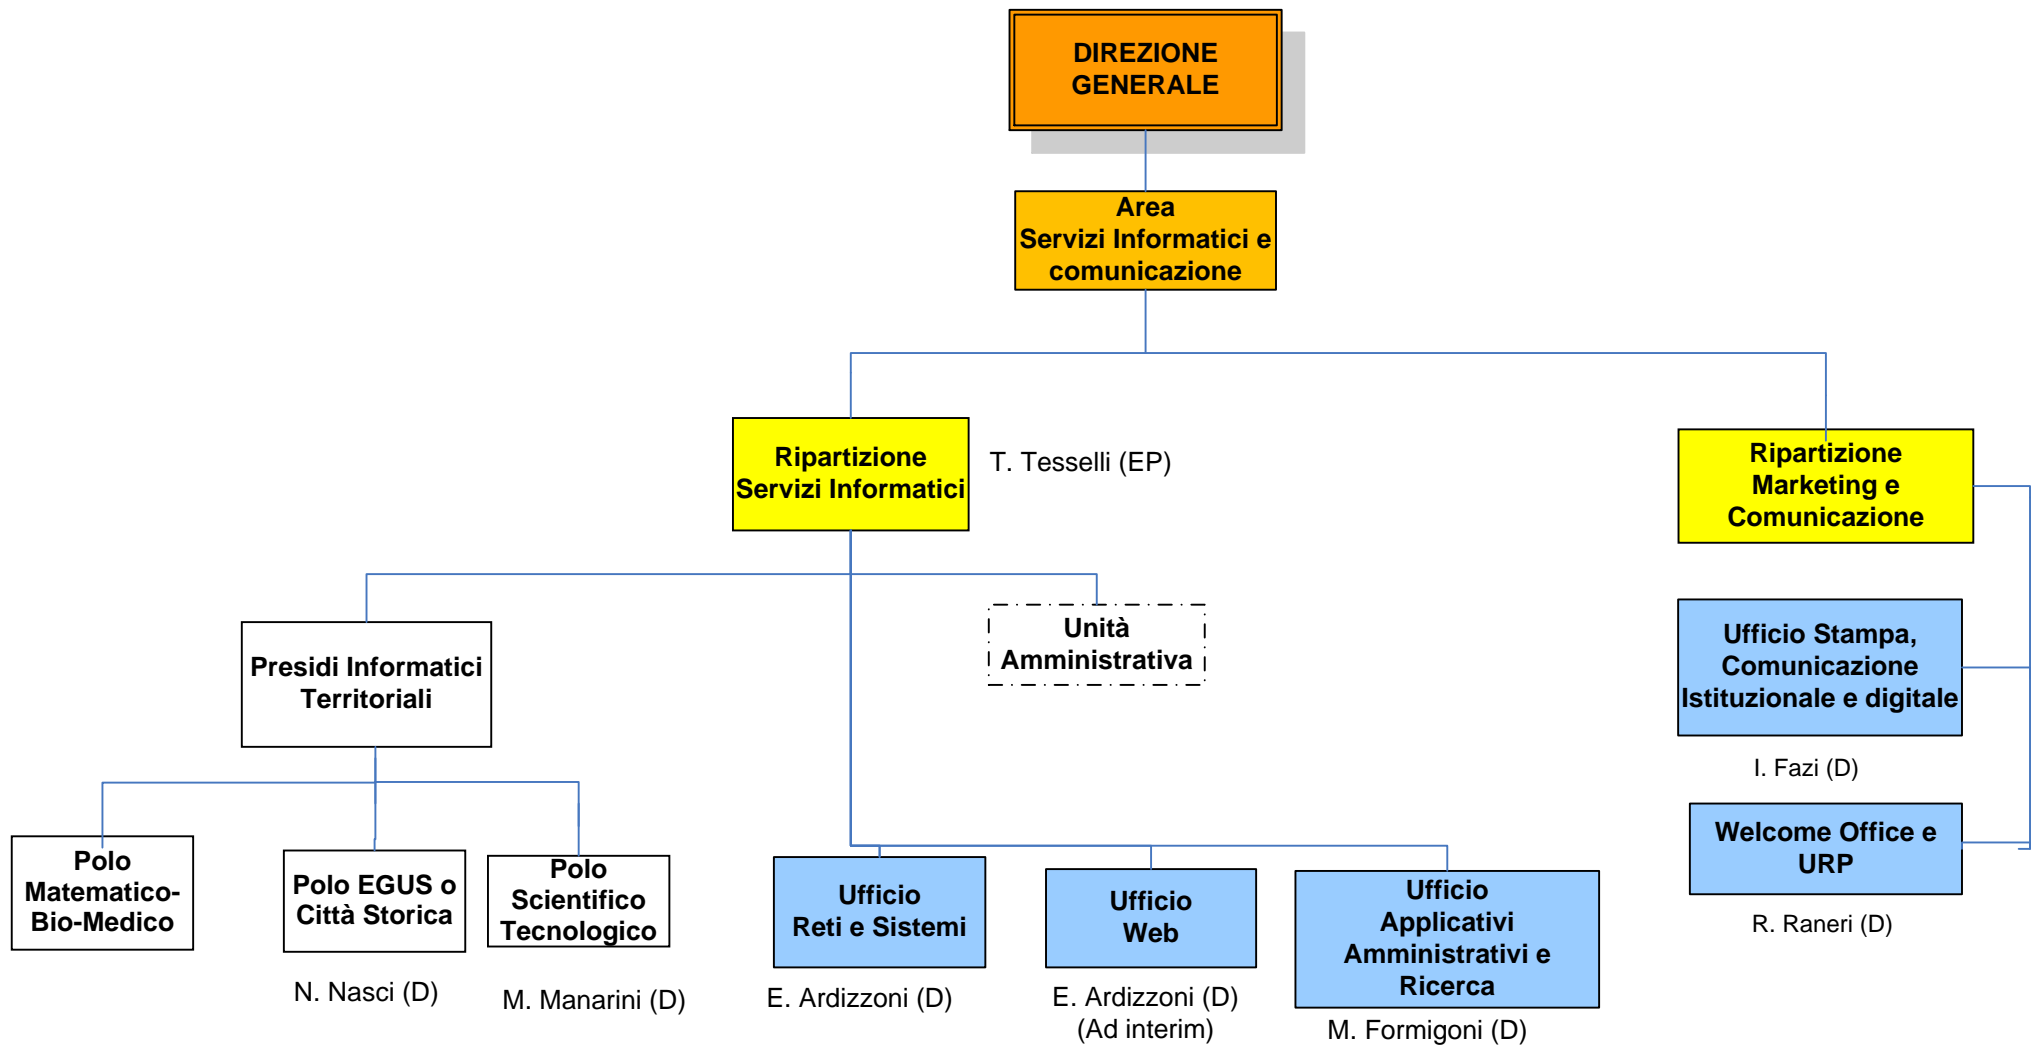 DIREZIONE
GENERALE
Area
Servizi Informatici e
comunicazione
Ripartizione
Servizi Informatici
T. Tesselli (EP)
Ripartizione
Marketing e
Comunicazione
Presidi Informatici
Territoriali
Unità
Amministrativa
Ufficio Stampa,
Comunicazione
Istituzionale e digitale
I. Fazi (D)
Welcome Office e
URP
R. Raneri (D)
Polo
Matematico-
Bio-Medico
Polo EGUS o
Città Storica
N. Nasci (D)
Polo
Scientifico
Tecnologico
M. Manarini (D)
Ufficio
Reti e Sistemi
E. Ardizzoni (D)
Ufficio
Web
E. Ardizzoni (D)
(Ad interim)
Ufficio
Applicativi
Amministrativi e
Ricerca
M. Formigoni (D)